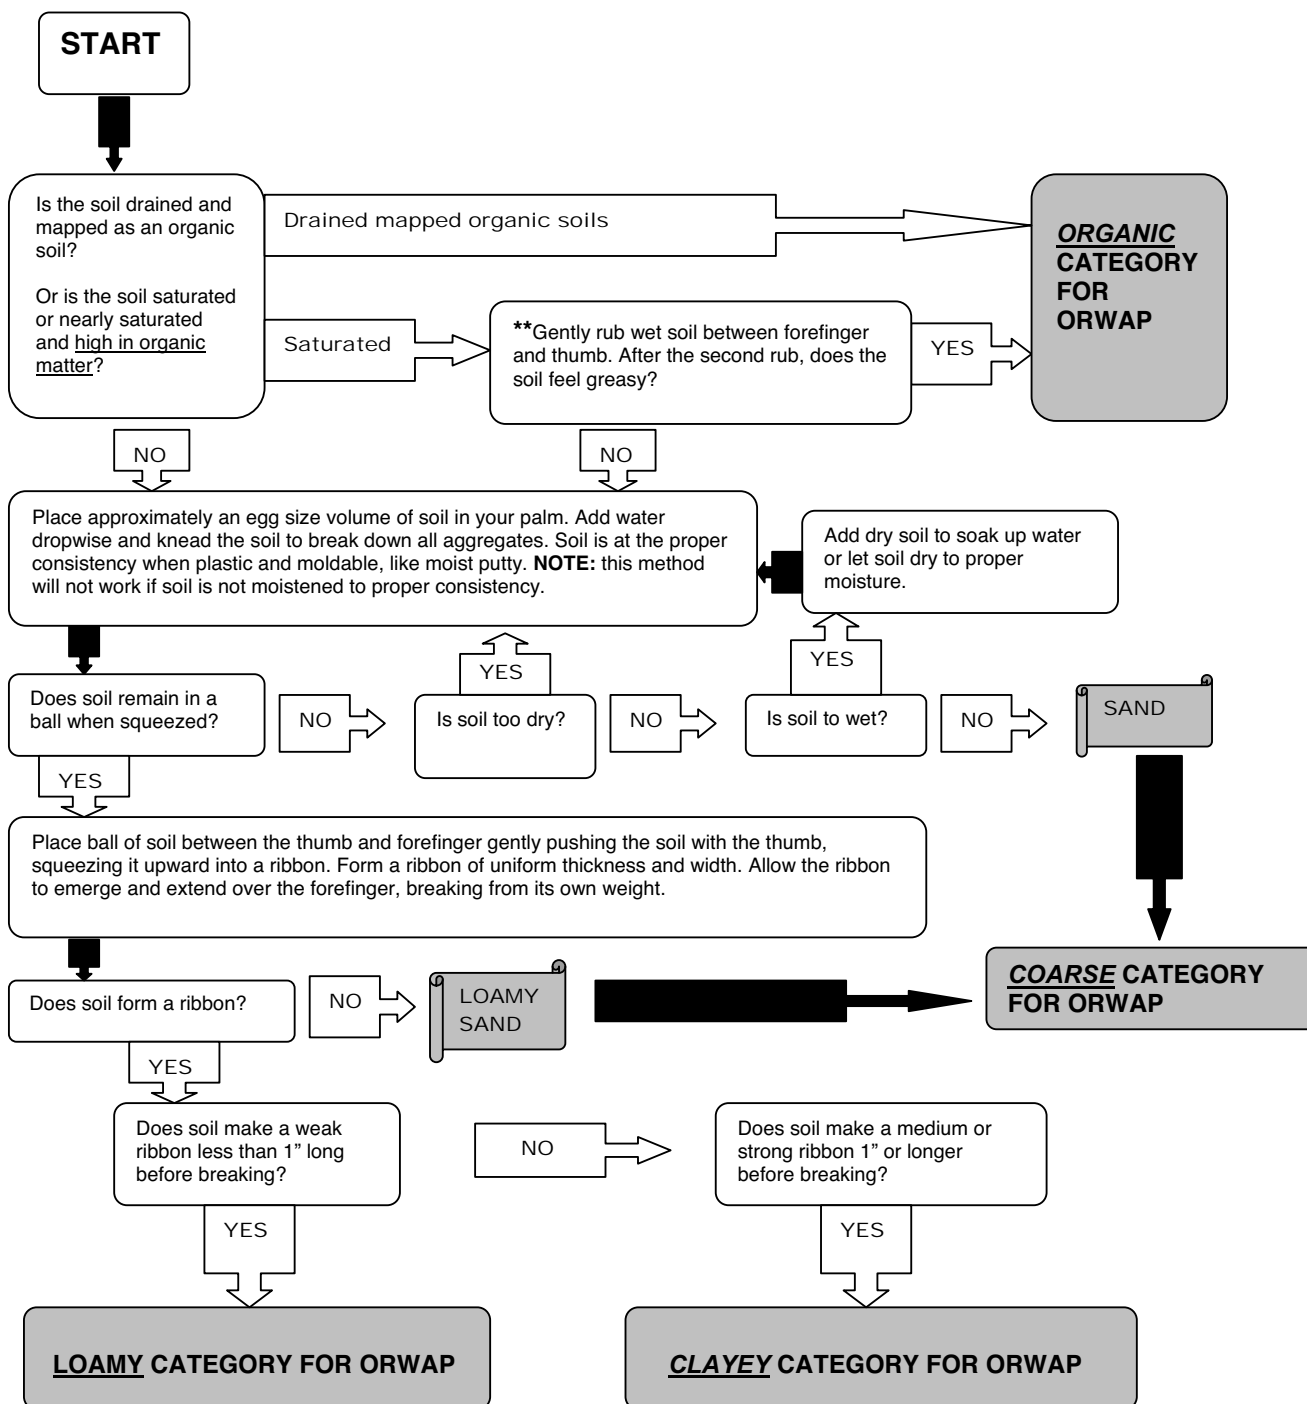 START
Is the soil drained and
mapped as an organic
soil?
Or is the soil saturated
or nearly saturated
and high in organic
matter?
Drained mapped organic soils
ORGANIC
CATEGORY
FOR
ORWAP
Saturated
**Gently rub wet soil between forefinger
and thumb. After the second rub, does the
soil feel greasy?
YES
NO
NO
Place approximately an egg size volume of soil in your palm. Add water
dropwise and knead the soil to break down all aggregates. Soil is at the proper
consistency when plastic and moldable, like moist putty. NOTE: this method
will not work if soil is not moistened to proper consistency.
Add dry soil to soak up water
or let soil dry to proper
moisture.
YES
YES
Does soil remain in a
ball when squeezed?
NO
Is soil too dry?
NO
Is soil to wet?
NO
SAND
YES
Place ball of soil between the thumb and forefinger gently pushing the soil with the thumb,
squeezing it upward into a ribbon. Form a ribbon of uniform thickness and width. Allow the ribbon
to emerge and extend over the forefinger, breaking from its own weight.
COARSE CATEGORY
FOR ORWAP
Does soil form a ribbon?
NO
LOAMY
SAND
YES
Does soil make a weak
ribbon less than 1” long
before breaking?
NO
Does soil make a medium or
strong ribbon 1” or longer
before breaking?
YES
YES
LOAMY CATEGORY FOR ORWAP
CLAYEY CATEGORY FOR ORWAP